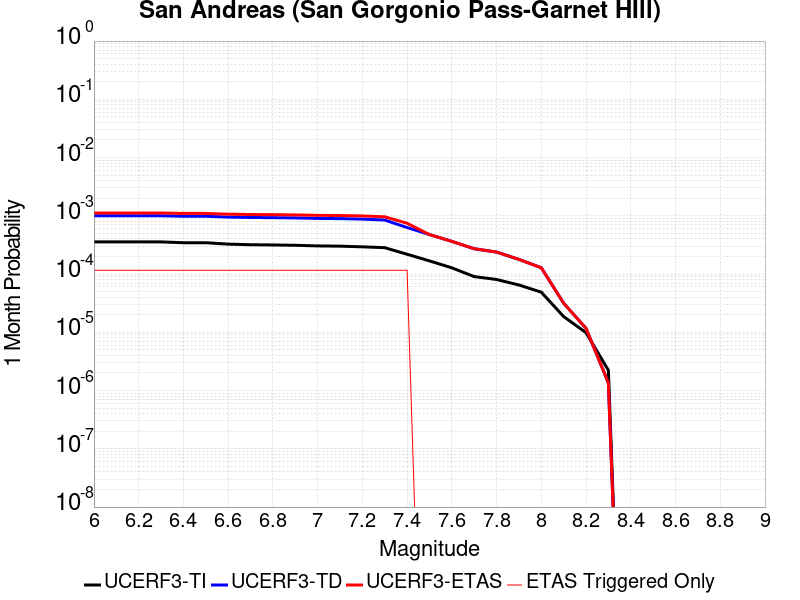 San Andreas (San Gorgonio Pass-Garnet HIll)
10^0
10^-1
10^-2
10^-3
10^-4
10^-5
10^-6
10^-7
10^-8
1 Month Probability
6 6.2 6.4 6.6 6.8 7 7.2 7.4 7.6 7.8 8 8.2 8.4 8.6 8.8 9
Magnitude
UCERF3-TI UCERF3-TD UCERF3-ETAS ETAS Triggered Only